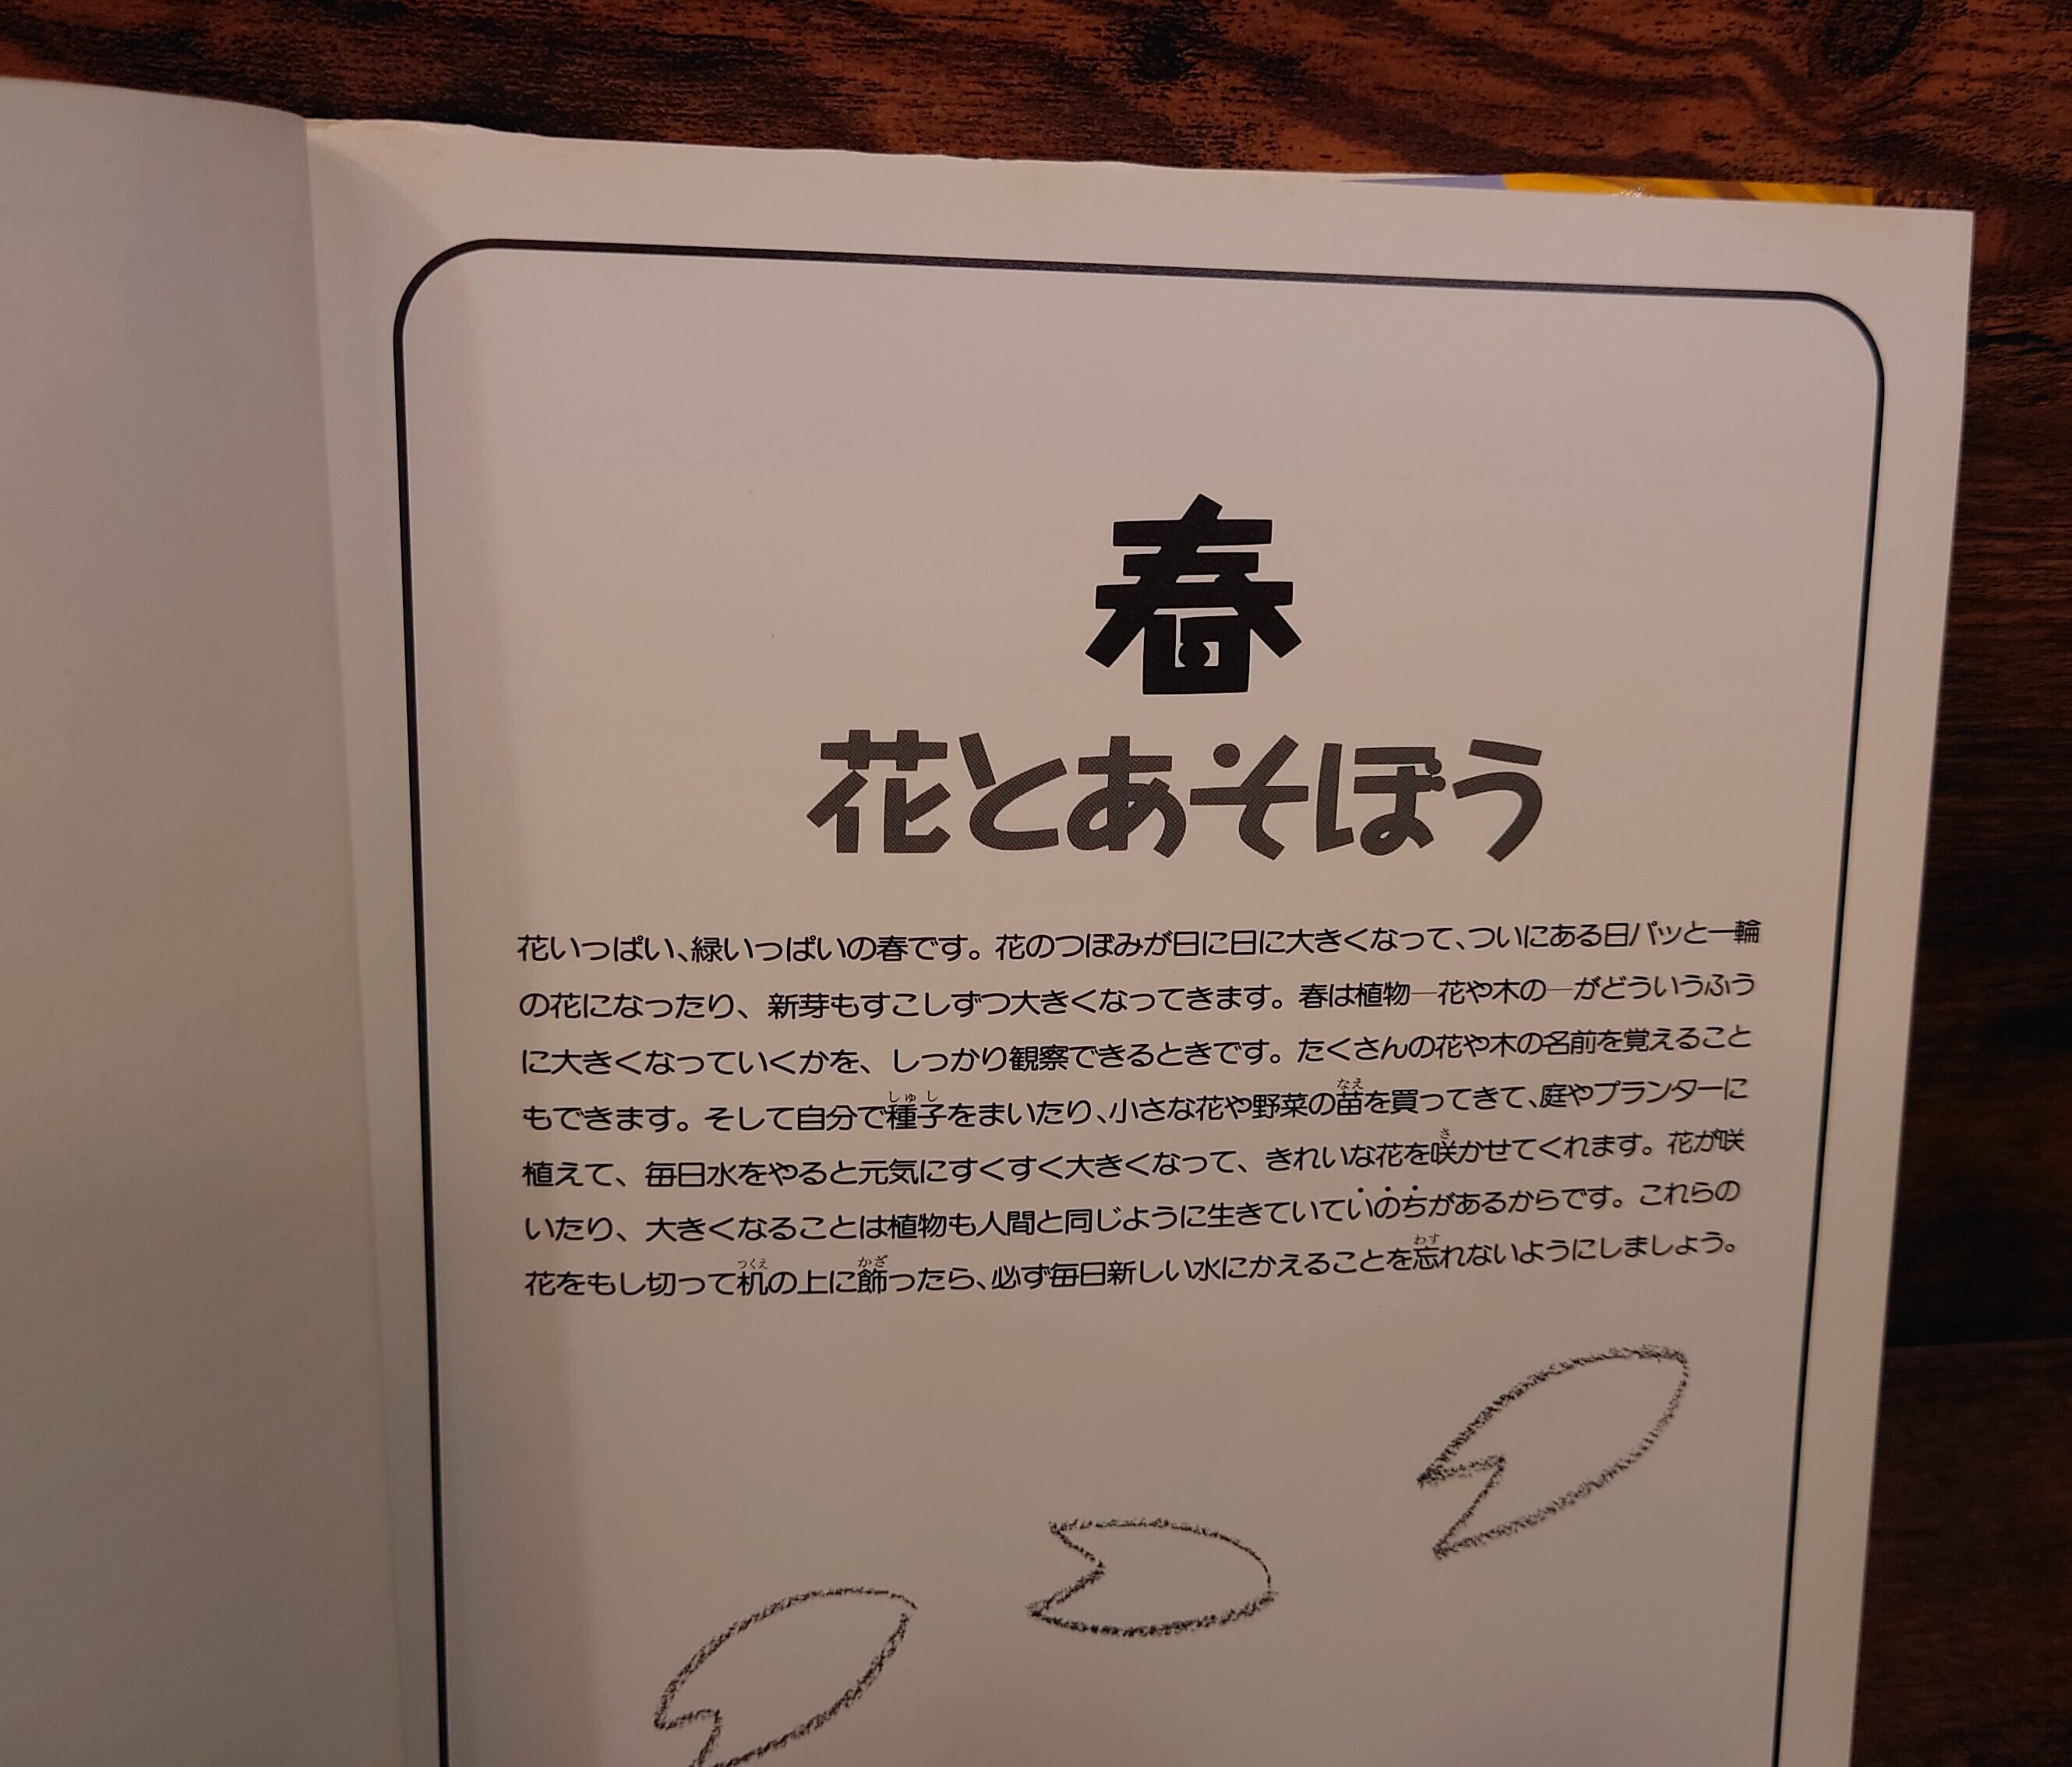 春
花とあそぼう
花いっぱい、緑いっぱいの春です。花のつぼみが日に日に大きくなって、ついにある日パッと一輪
の花になったり、新芽もすこしずつ大きくなってきます。春は植物―花や木の―がどういうふう
に大きくなっていくかを、しっかり観察できるときです。たくさんの花や木の名前を覚えること
もできます。そして自分で種子をまいたり、小さな花や野菜の苗を買ってきて、庭やプランターに
植えて、毎日水をやると元気にすくすく大きくなって、きれいな花を咲かせてくれます。花が咲
いたり、大きくなることは植物も人間と同じように生きていていのちがあるからです。これらの
花をもし切って机の上に飾ったら、必ず毎日新しい水にかえることを忘れないようにしましょう。